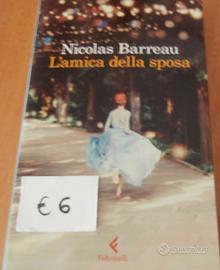 Nicolas Barreau
L'amica della sposa
€ 6
Feltrinelli